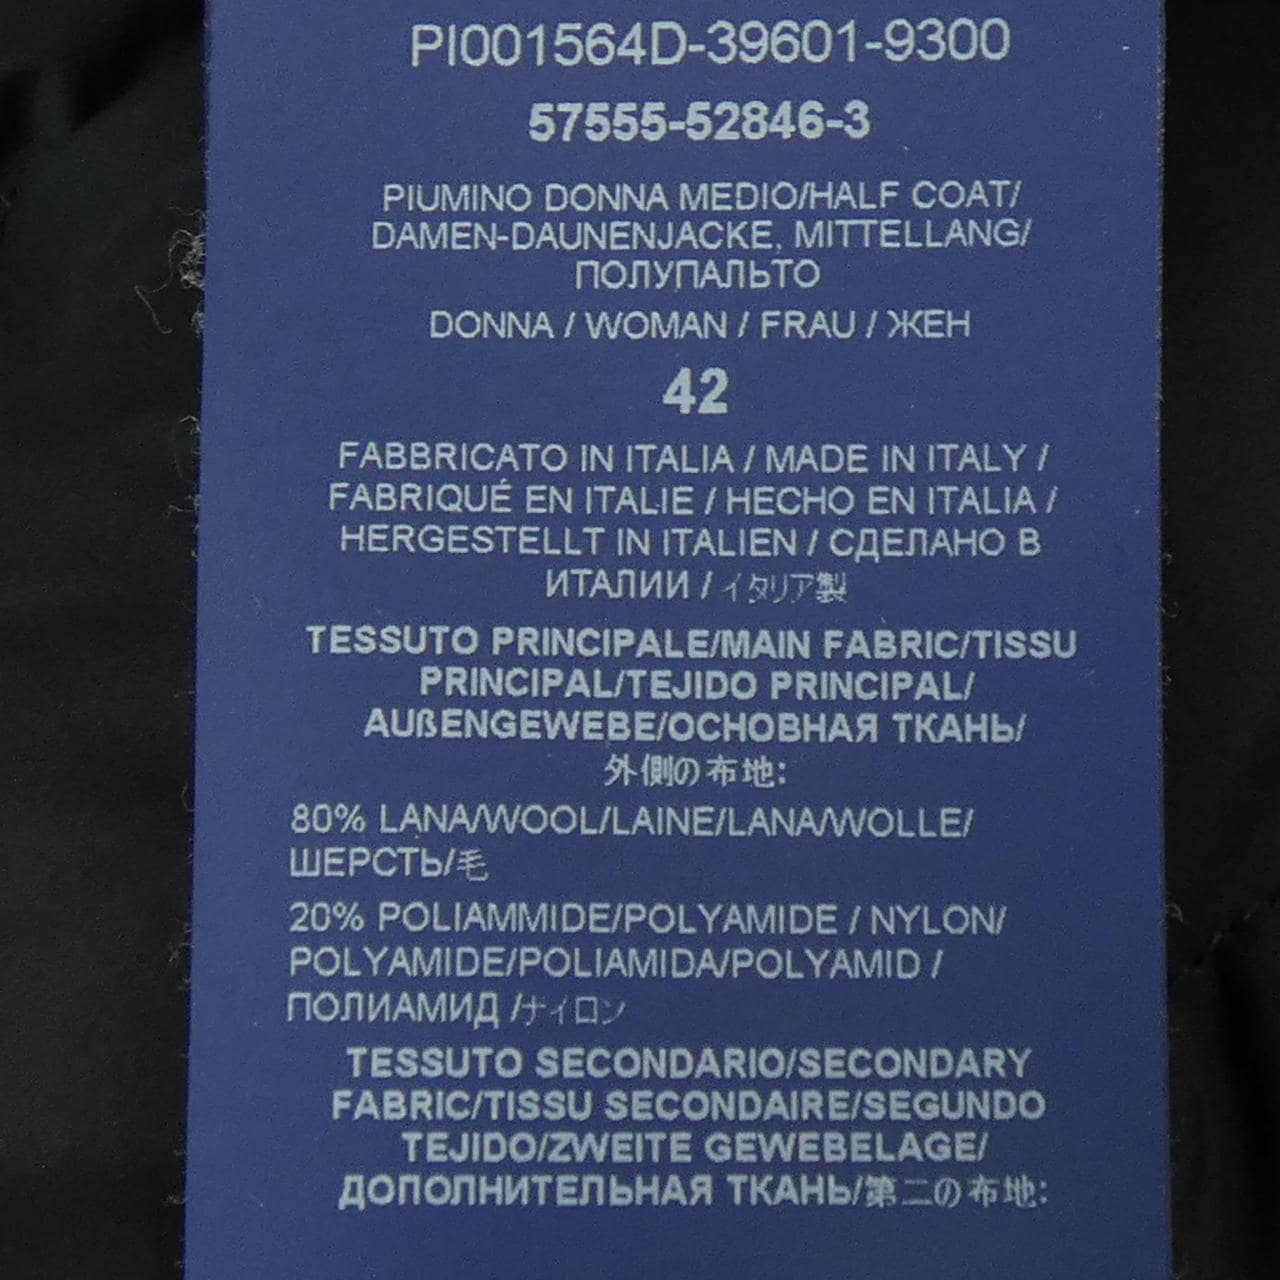 PI001564D-39601-9300
57555-52846-3
PIUMINO DONNA MEDIO/HALF COAT/
DAMEN-DAUNENJACKE, MITTELLANG/
ПОЛУПАЛЬТО
DONNA / WOMAN / FRAU / ЖЕН
42
FABBRICATO IN ITALIA / MADE IN ITALY /
FABRIQUÉ EN ITALIE / HECHO EN ITALIA /
HERGESTELLT IN ITALIEN / СДЕЛАНО В
ИТАЛИИ / イタリア製
TESSUTO PRINCIPALE/MAIN FABRIC/TISSU
PRINCIPAL/TEJIDO PRINCIPAL/
AUßENGEWEBE/ОСНОВНАЯ ТКАНЬ/
外側の布地:
80% LANA/WOOL/LAINE/LANA/WOLLE/
ШЕРСТЬ/毛
20% POLIAMMIDE/POLYAMIDE / NYLON/
POLYAMIDE/POLIAMIDA/POLYAMID /
ПОЛИАМИД /ナイロン
TESSUTO SECONDARIO/SECONDARY
FABRIC/TISSU SECONDAIRE/SEGUNDO
TEJIDO/ZWEITE GEWEBELAGE/
ДОПОЛНИТЕЛЬНАЯ ТКАНЬ/第二の布地: